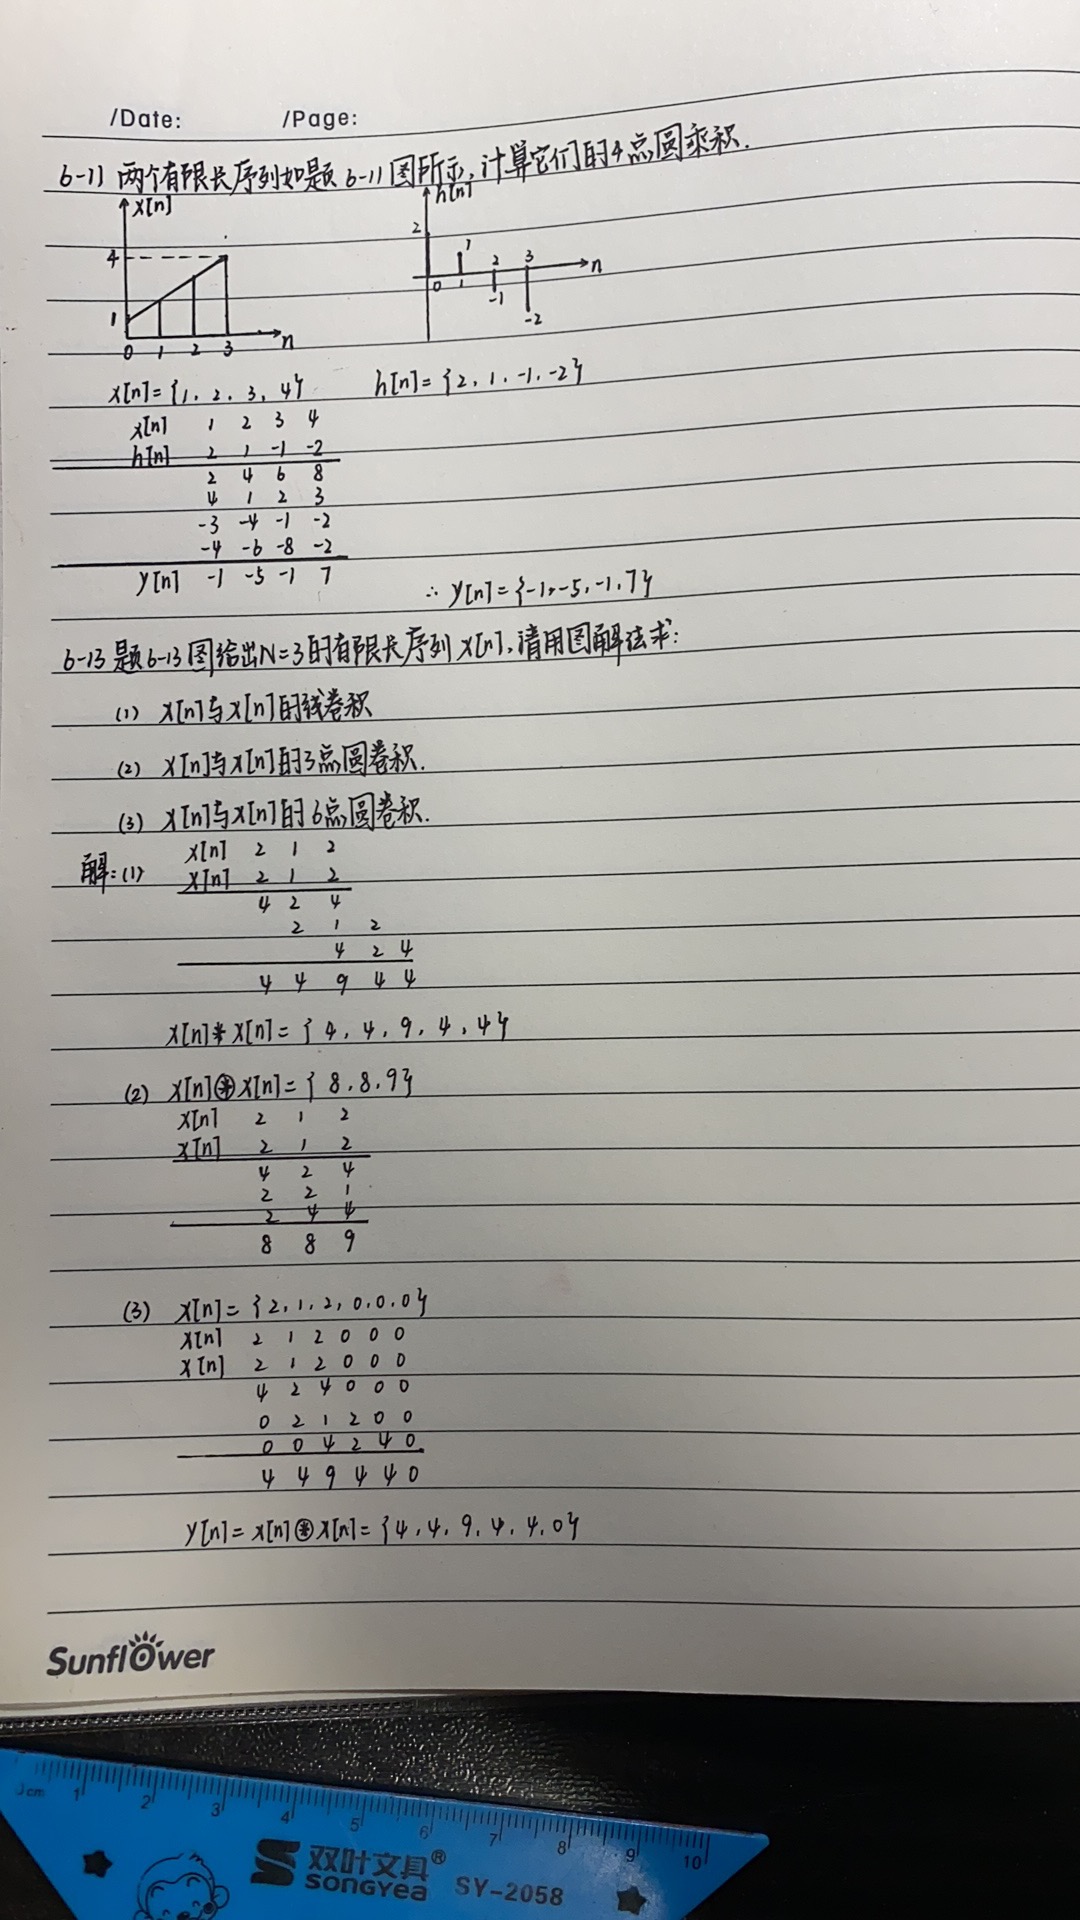 /Date: /Page:
6-11 两个有限长序列如题6-11图所示,计算它们的4点圆乘积.
x[n] h[n]
4 1 0 1 2 3 n
2 1 2 3 n 0 1 -1 -2
x[n]={1, 2, 3, 4} h[n]={2, 1, -1, -2}
x[n] 1 2 3 4
h[n] 2 1 -1 -2
2 4 6 8
4 1 2 3
-3 -4 -1 -2
-4 -6 -8 -2
y[n] -1 -5 -1 7
∴ y[n]={-1, -5, -1, 7}
6-13 题6-13图给出N=3的有限长序列x[n],请用图解法求:
(1) x[n]与x[n]的线卷积
(2) x[n]与x[n]的3点圆卷积.
(3) x[n]与x[n]的6点圆卷积.
解:(1) x[n] 2 1 2
x[n] 2 1 2
4 2 4
2 1 2
4 2 4
4 4 9 4 4
x[n]*x[n]={4, 4, 9, 4, 4}
(2) x[n]⊛x[n]={8, 8, 9}
x[n] 2 1 2
x[n] 2 1 2
4 2 4
2 2 1
2 4 4
8 8 9
(3) x[n]={2, 1, 2, 0, 0, 0}
x[n] 2 1 2 0 0 0
x[n] 2 1 2 0 0 0
4 2 4 0 0 0
0 2 1 2 0 0
0 0 4 2 4 0
4 4 9 4 4 0
y[n]=x[n]⊛x[n]={4, 4, 9, 4, 4, 0}
Sunflower
0cm 1 2 3 4 5 6 7 8 9 10
双叶文具®
SONGYEA SY-2058